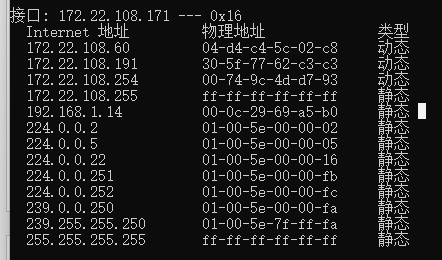 接口: 172.22.108.171 --- 0x16
Internet 地址 物理地址 类型
172.22.108.60 04-d4-c4-5c-02-c8 动态
172.22.108.191 30-5f-77-62-c3-c3 动态
172.22.108.254 00-74-9c-4d-d7-93 动态
172.22.108.255 ff-ff-ff-ff-ff-ff 静态
192.168.1.14 00-0c-29-69-a5-b0 静态
224.0.0.2 01-00-5e-00-00-02 静态
224.0.0.5 01-00-5e-00-00-05 静态
224.0.0.22 01-00-5e-00-00-16 静态
224.0.0.251 01-00-5e-00-00-fb 静态
224.0.0.252 01-00-5e-00-00-fc 静态
239.0.0.250 01-00-5e-00-00-fa 静态
239.255.255.250 01-00-5e-7f-ff-fa 静态
255.255.255.255 ff-ff-ff-ff-ff-ff 静态